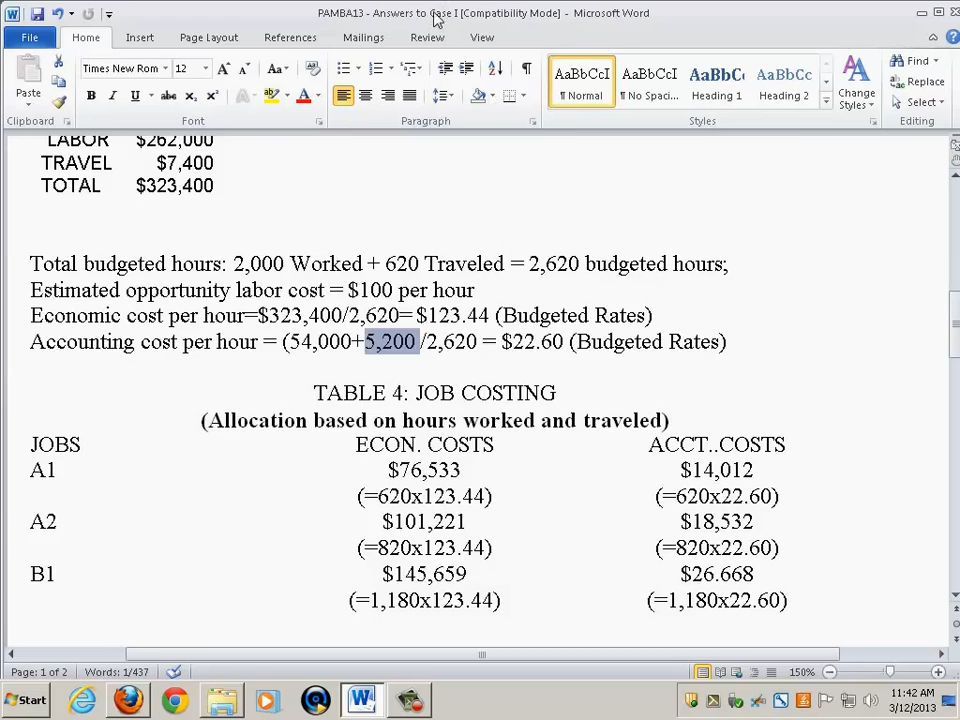 PAMBA13 - Answers to Case I [Compatibility Mode] - Microsoft Word
File Home Insert Page Layout References Mailings Review View
Times New Rom 12 Aa
Paste B I U abc x₂ x² A A
AaBbCcI AaBbCcI AaBbCc AaBbCc
¶ Normal ¶ No Spaci... Heading 1 Heading 2
Change Styles
Find
Replace
Select
Clipboard Font Paragraph Styles Editing
LABOR $262,000
TRAVEL $7,400
TOTAL $323,400
Total budgeted hours: 2,000 Worked + 620 Traveled = 2,620 budgeted hours;
Estimated opportunity labor cost = $100 per hour
Economic cost per hour=$323,400/2,620= $123.44 (Budgeted Rates)
Accounting cost per hour = (54,000+5,200 /2,620 = $22.60 (Budgeted Rates)
TABLE 4: JOB COSTING
(Allocation based on hours worked and traveled)
JOBS ECON. COSTS ACCT..COSTS
A1 $76,533 $14,012
(=620x123.44) (=620x22.60)
A2 $101,221 $18,532
(=820x123.44) (=820x22.60)
B1 $145,659 $26.668
(=1,180x123.44) (=1,180x22.60)
Page: 1 of 2 Words: 1/437 150%
Start 11:42 AM
3/12/2013